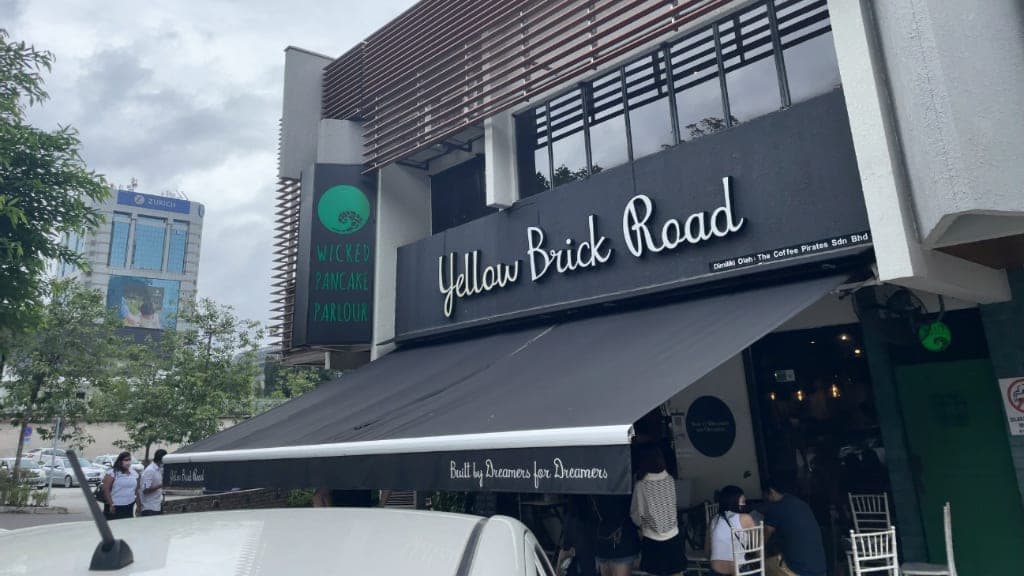 ZURICH
WICKED
PANCAKE
PARLOUR
Yellow Brick Road
Dimiliki Oleh: The Coffee Pirates Sdn Bhd
Yellow Brick Road
Built by Dreamers for Dreamers